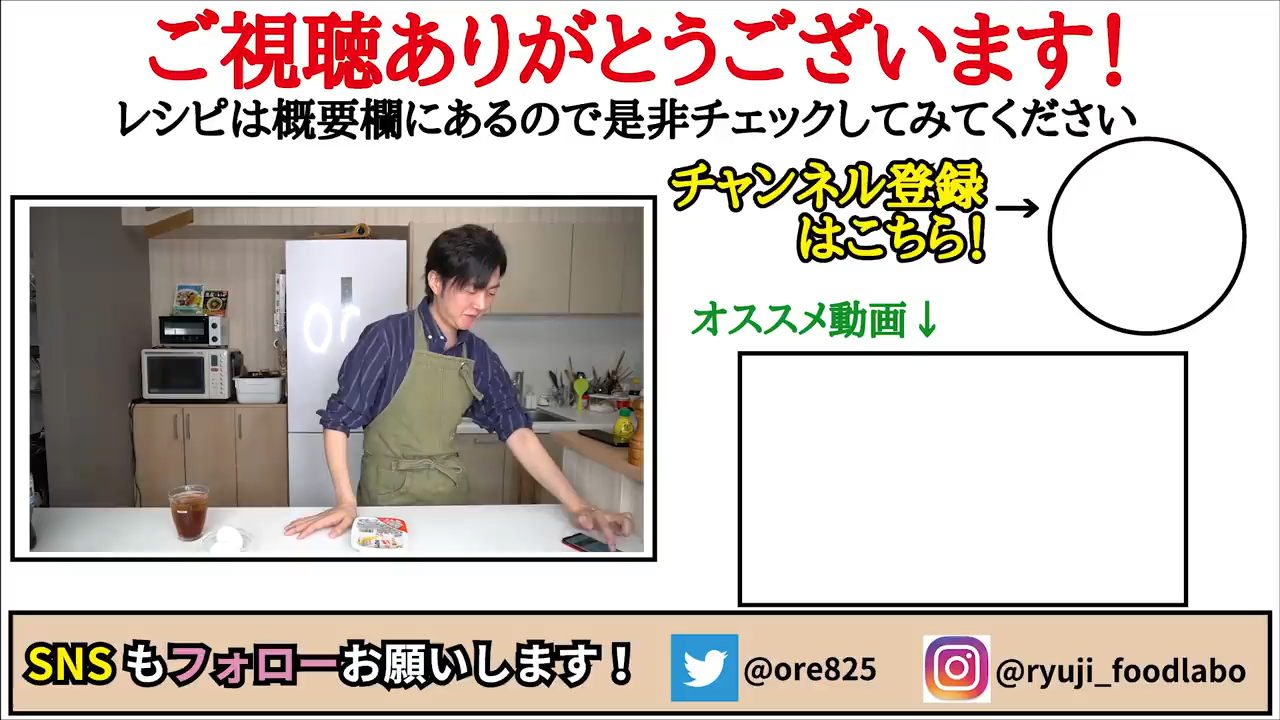 ご視聴ありがとうございます！
レシピは概要欄にあるので是非チェックしてみてください
チャンネル登録
はこちら！
→
オススメ動画↓
SNSもフォローお願いします！
@ore825
@ryuji_foodlabo